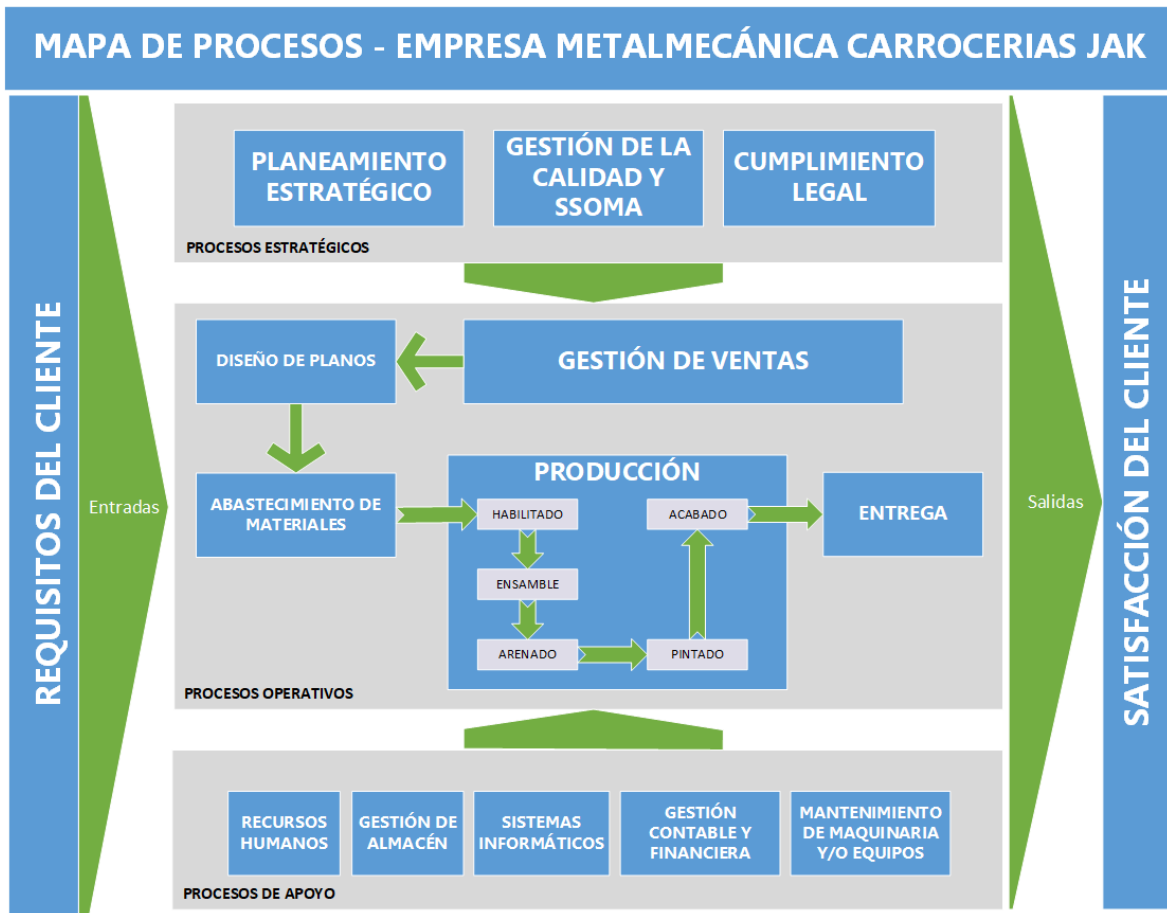 MAPA DE PROCESOS - EMPRESA METALMECÁNICA CARROCERIAS JAK
REQUISITOS DEL CLIENTE
Entradas
PLANEAMIENTO
ESTRATÉGICO
GESTIÓN DE LA
CALIDAD Y
SSOMA
CUMPLIMIENTO
LEGAL
PROCESOS ESTRATÉGICOS
DISEÑO DE PLANOS
GESTIÓN DE VENTAS
ABASTECIMIENTO DE
MATERIALES
PRODUCCIÓN
HABILITADO
ENSAMBLE
ARENADO
PINTADO
ACABADO
ENTREGA
PROCESOS OPERATIVOS
RECURSOS
HUMANOS
GESTIÓN DE
ALMACÉN
SISTEMAS
INFORMÁTICOS
GESTIÓN
CONTABLE Y
FINANCIERA
MANTENIMIENTO
DE MAQUINARIA
Y/O EQUIPOS
PROCESOS DE APOYO
Salidas
SATISFACCIÓN DEL CLIENTE